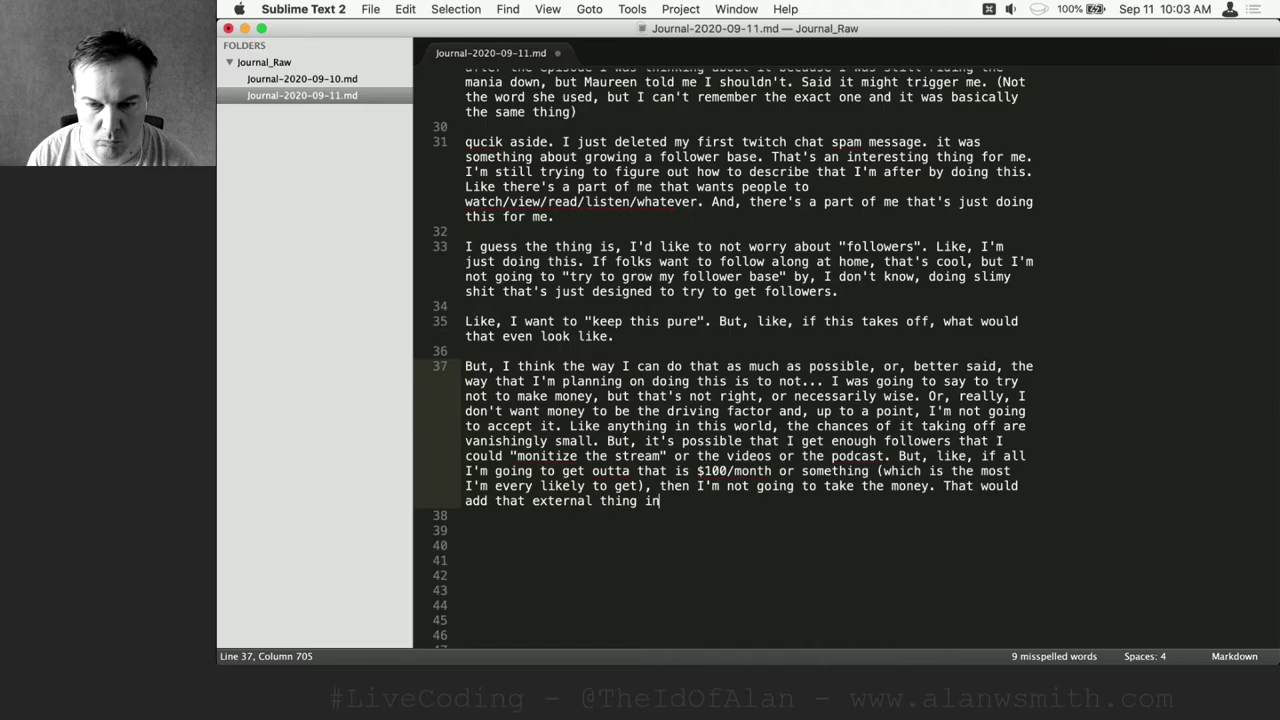 Sublime Text 2 File Edit Selection Find View Goto Tools Project Window Help 100% Sep 11 10:03 AM
Journal-2020-09-11.md — Journal_Raw
FOLDERS
Journal_Raw
Journal-2020-09-10.md
Journal-2020-09-11.md
Journal-2020-09-11.md
after the episode I was thinking about it because I was still riding the
mania down, but Maureen told me I shouldn't. Said it might trigger me. (Not
the word she used, but I can't remember the exact one and it was basically
the same thing)
30
31 qucik aside. I just deleted my first twitch chat spam message. it was
something about growing a follower base. That's an interesting thing for me.
I'm still trying to figure out how to describe that I'm after by doing this.
Like there's a part of me that wants people to
watch/view/read/listen/whatever. And, there's a part of me that's just doing
this for me.
32
33 I guess the thing is, I'd like to not worry about "followers". Like, I'm
just doing this. If folks want to follow along at home, that's cool, but I'm
not going to "try to grow my follower base" by, I don't know, doing slimy
shit that's just designed to try to get followers.
34
35 Like, I want to "keep this pure". But, like, if this takes off, what would
that even look like.
36
37 But, I think the way I can do that as much as possible, or, better said, the
way that I'm planning on doing this is to not... I was going to say to try
not to make money, but that's not right, or necessarily wise. Or, really, I
don't want money to be the driving factor and, up to a point, I'm not going
to accept it. Like anything in this world, the chances of it taking off are
vanishingly small. But, it's possible that I get enough followers that I
could "monitize the stream" or the videos or the podcast. But, like, if all
I'm going to get outta that is $100/month or something (which is the most
I'm every likely to get), then I'm not going to take the money. That would
add that external thing in
38
39
40
41
42
43
44
45
46
Line 37, Column 705 9 misspelled words Spaces: 4 Markdown
#LiveCoding - @TheIdOfAlan - www.alanwsmith.com